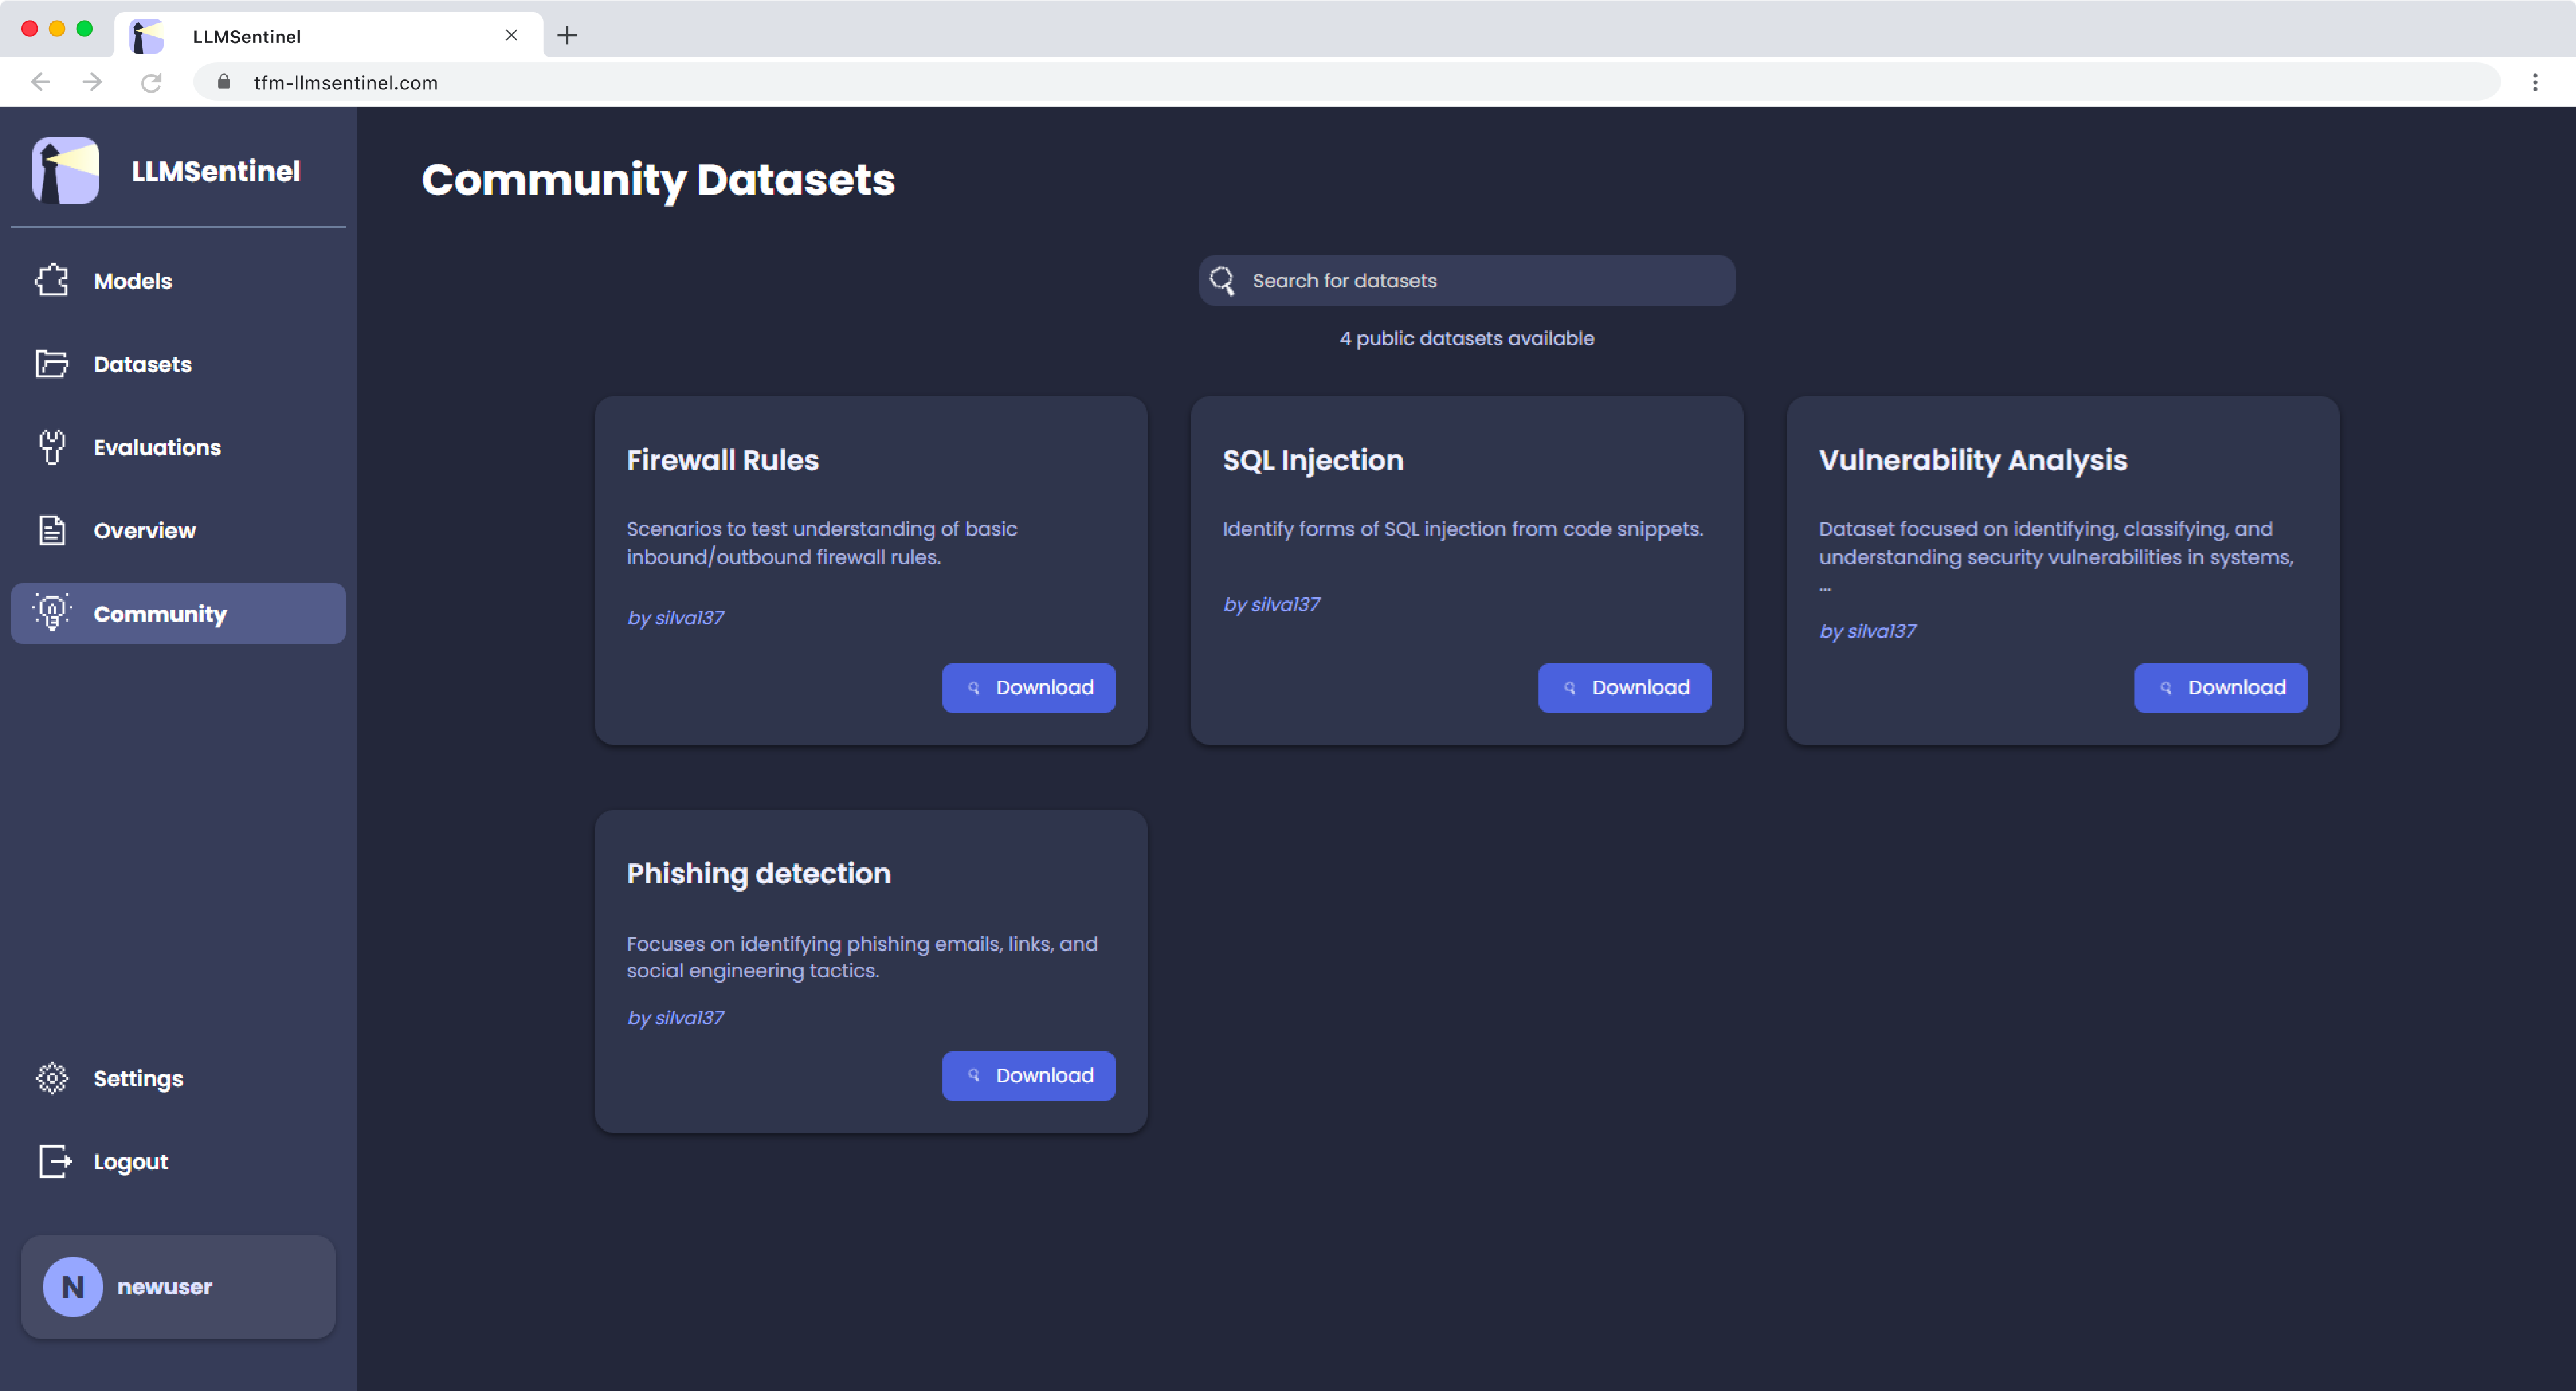 LLMSentinel
tfm-llmsentinel.com
LLMSentinel
Models
Datasets
Evaluations
Overview
Community
Settings
Logout
N
newuser
Community Datasets
Search for datasets
4 public datasets available
Firewall Rules
Scenarios to test understanding of basic
inbound/outbound firewall rules.
by silva137
Download
SQL Injection
Identify forms of SQL injection from code snippets.
by silva137
Download
Vulnerability Analysis
Dataset focused on identifying, classifying, and
understanding security vulnerabilities in systems,
...
by silva137
Download
Phishing detection
Focuses on identifying phishing emails, links, and
social engineering tactics.
by silva137
Download